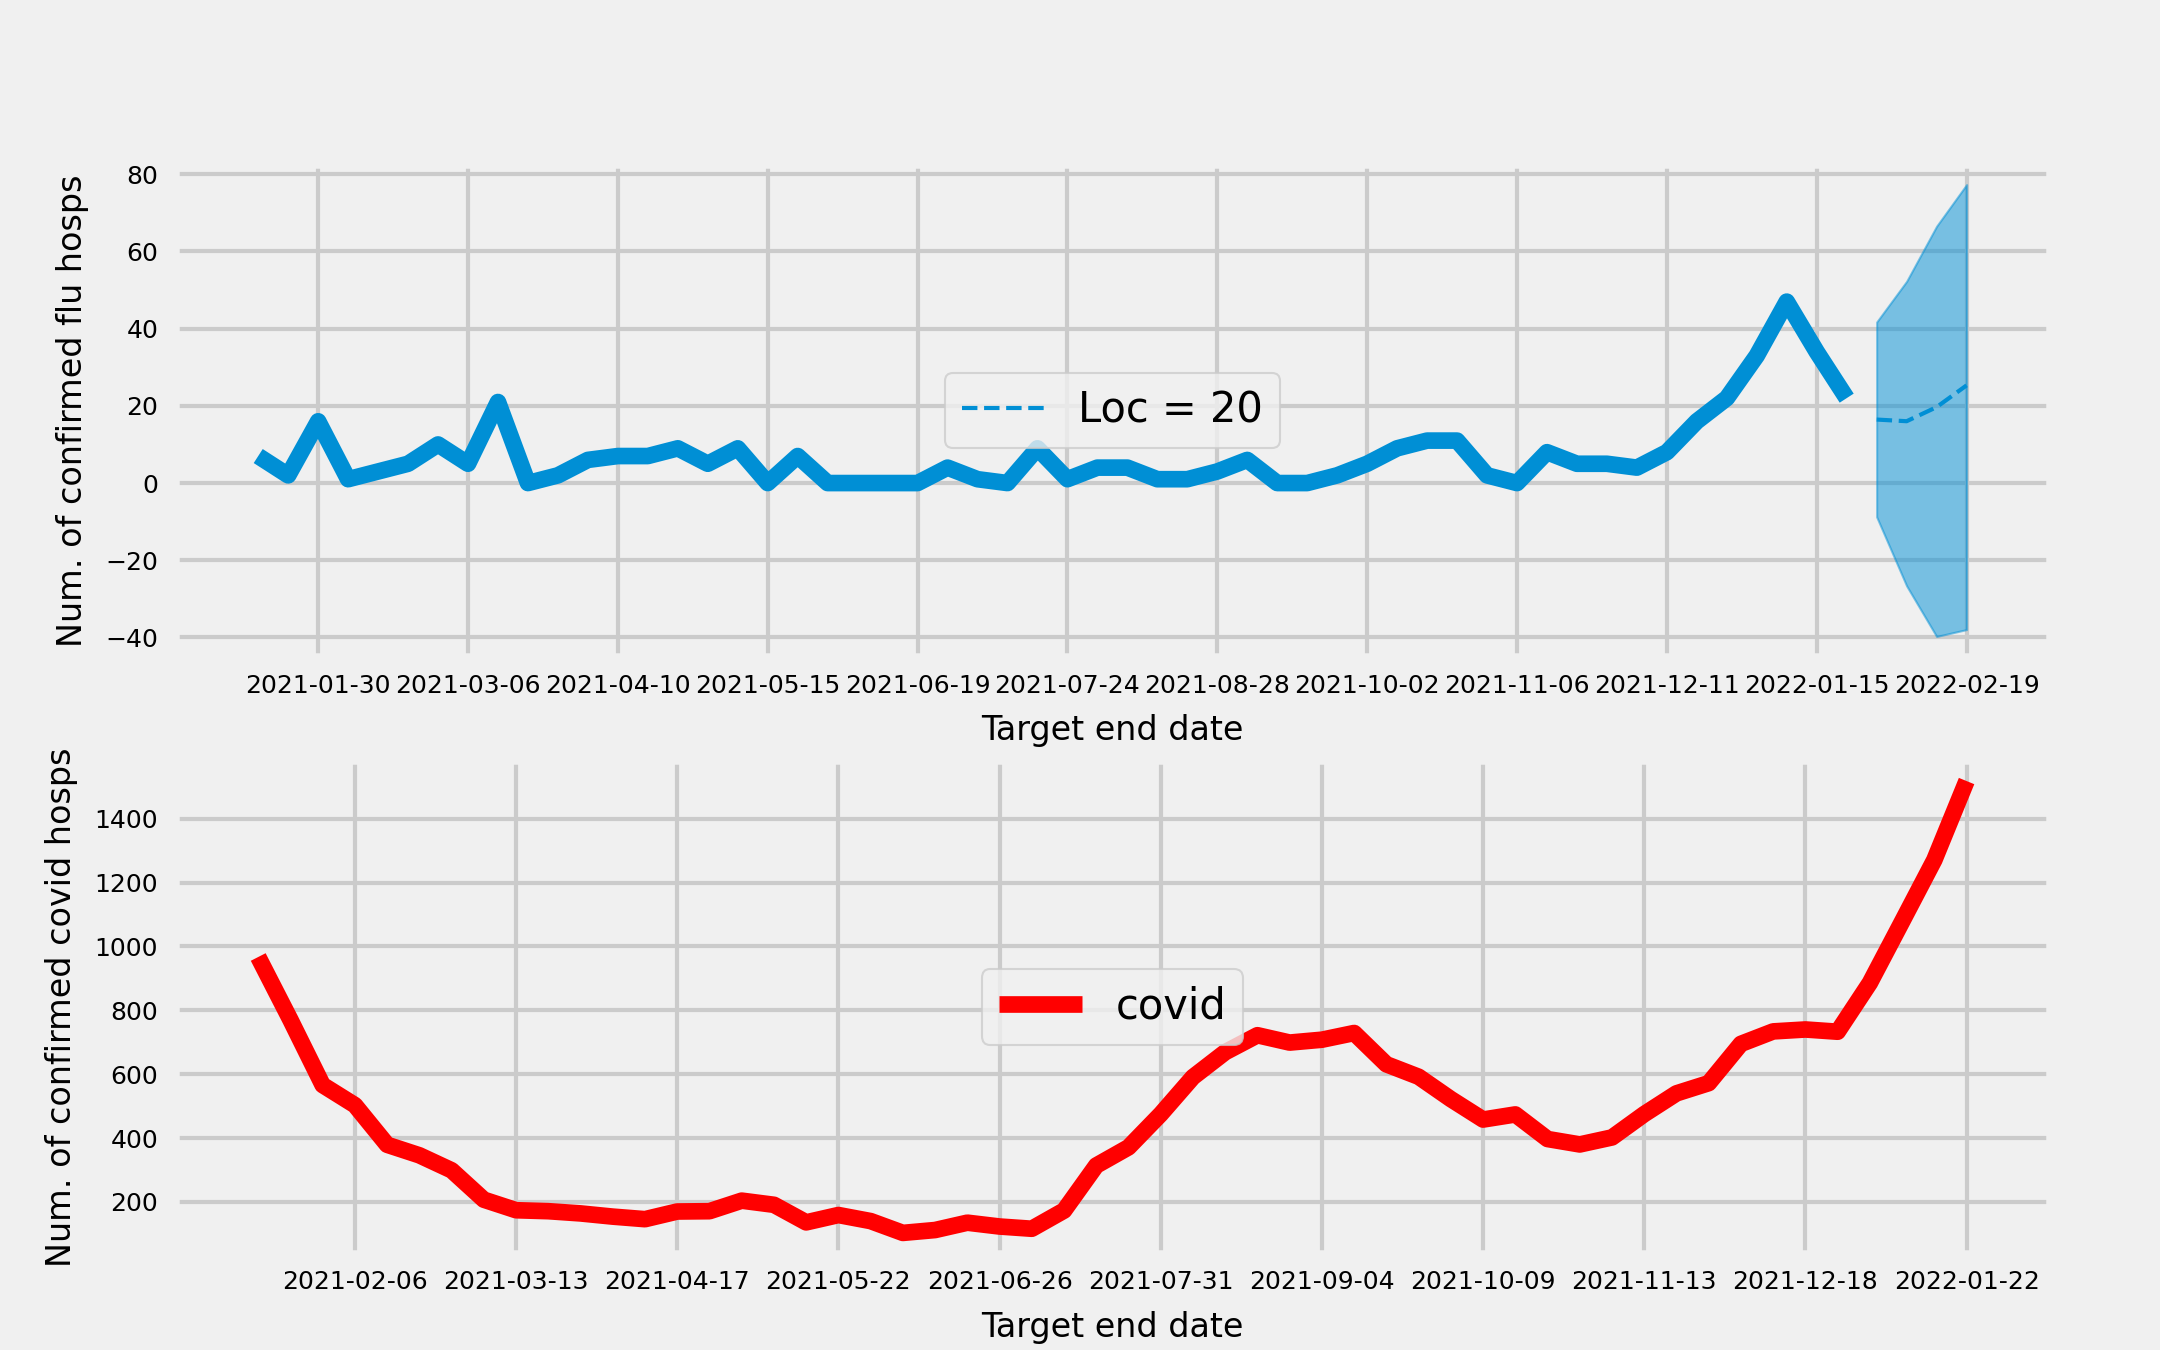 Num. of confirmed flu hosps
80
60
40
20
0
−20
−40
Loc = 20
2021-01-30 2021-03-06 2021-04-10 2021-05-15 2021-06-19 2021-07-24 2021-08-28 2021-10-02 2021-11-06 2021-12-11 2022-01-15 2022-02-19
Target end date
Num. of confirmed covid hosps
1400
1200
1000
800
600
400
200
covid
2021-02-06 2021-03-13 2021-04-17 2021-05-22 2021-06-26 2021-07-31 2021-09-04 2021-10-09 2021-11-13 2021-12-18 2022-01-22
Target end date